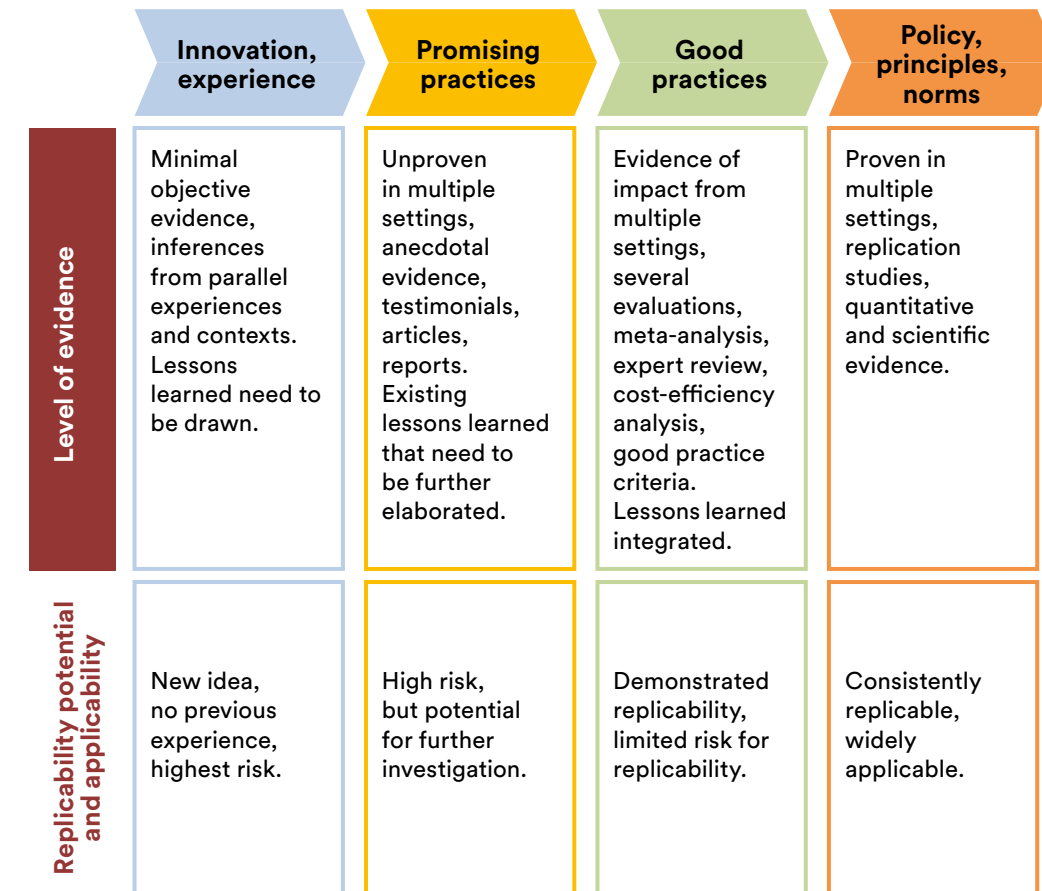 Innovation,
experience
Promising
practices
Good
practices
Policy,
principles,
norms
Level of evidence
Minimal
objective
evidence,
inferences
from parallel
experiences
and contexts.
Lessons
learned need to
be drawn.
Unproven
in multiple
settings,
anecdotal
evidence,
testimonials,
articles,
reports.
Existing
lessons learned
that need to
be further
elaborated.
Evidence of
impact from
multiple
settings,
several
evaluations,
meta-analysis,
expert review,
cost-efficiency
analysis,
good practice
criteria.
Lessons learned
integrated.
Proven in
multiple
settings,
replication
studies,
quantitative
and scientific
evidence.
Replicability potential
and applicability
New idea,
no previous
experience,
highest risk.
High risk,
but potential
for further
investigation.
Demonstrated
replicability,
limited risk for
replicability.
Consistently
replicable,
widely
applicable.